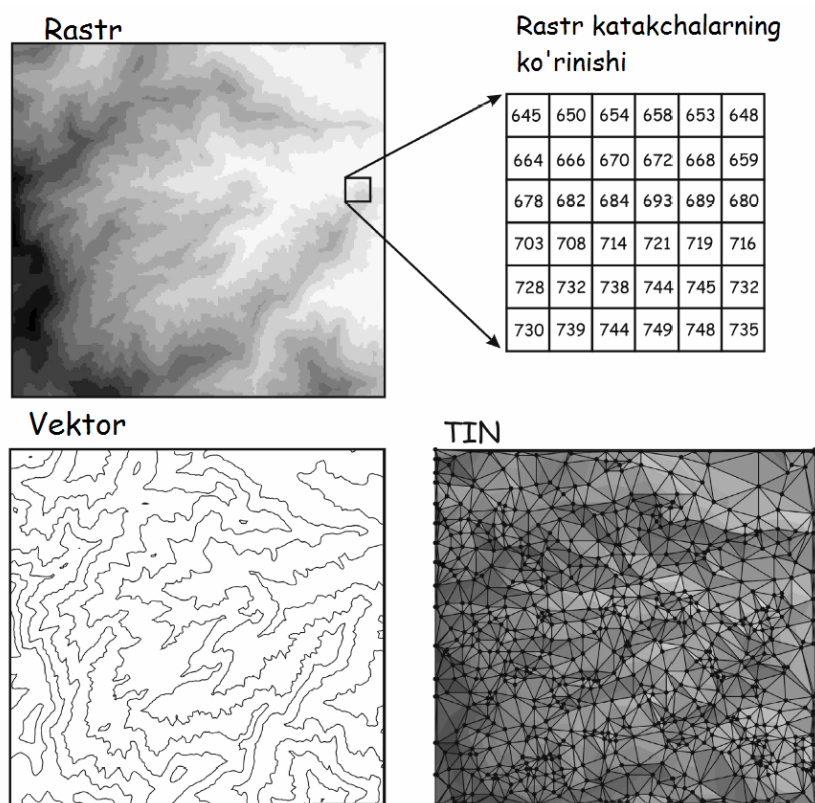 Rastr
Rastr katakchalarning
ko'rinishi
645 650 654 658 653 648
664 666 670 672 668 659
678 682 684 693 689 680
703 708 714 721 719 716
728 732 738 744 745 732
730 739 744 749 748 735
Vektor
TIN